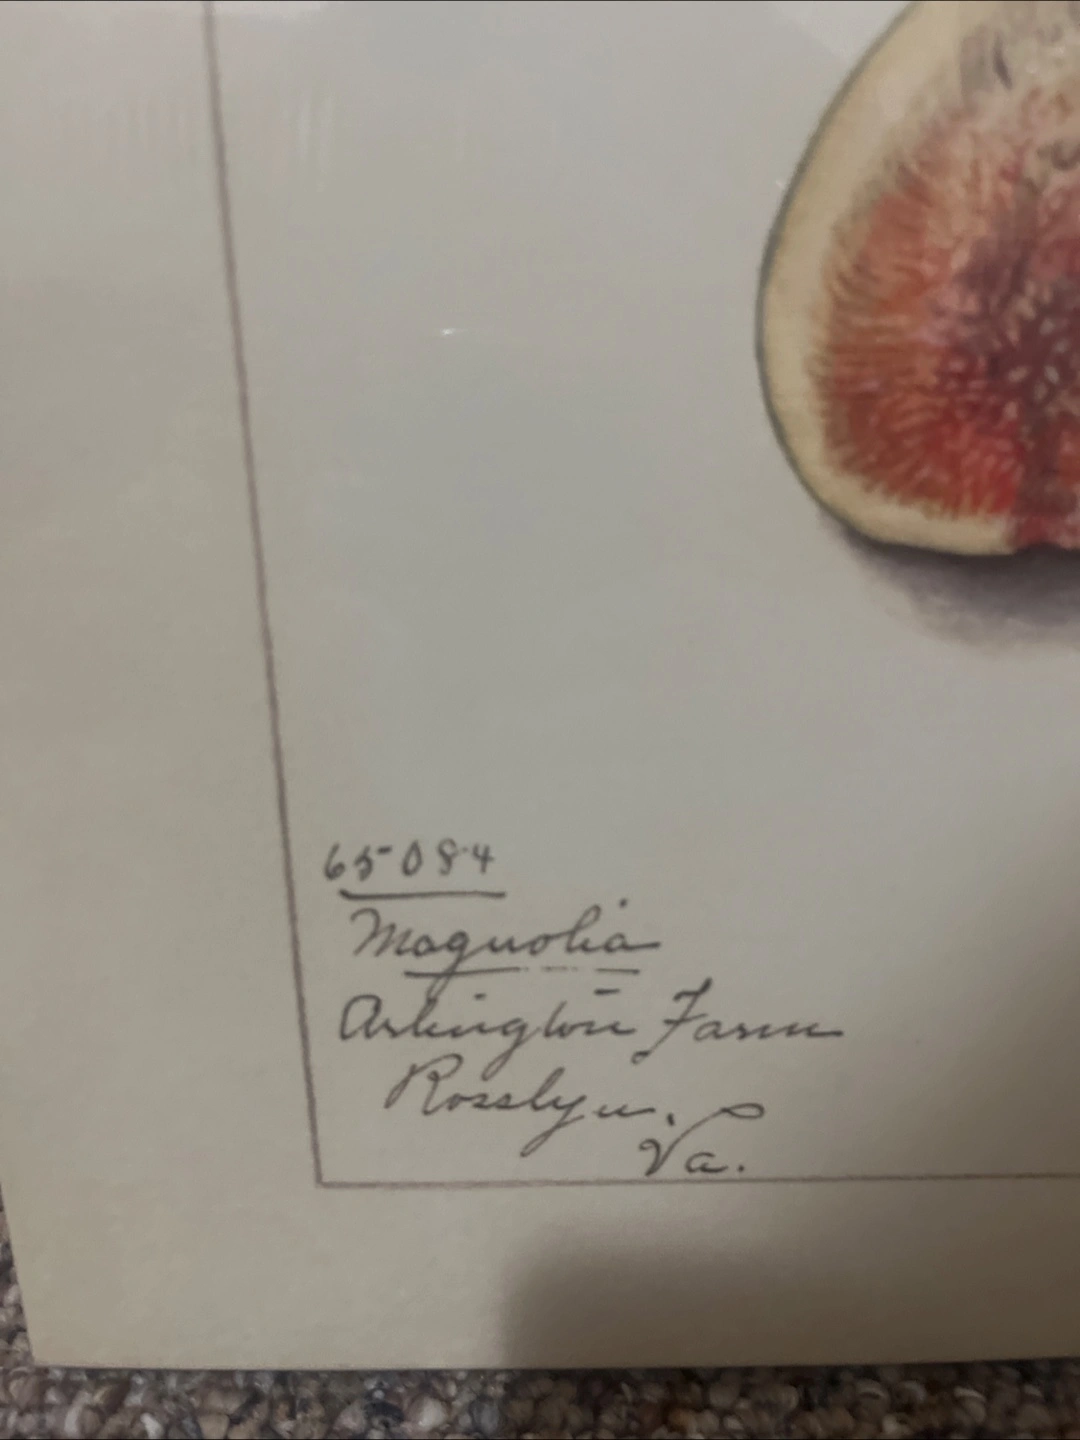 65084
Magnolia
Arlington Farm
Rosslyn,
Va.